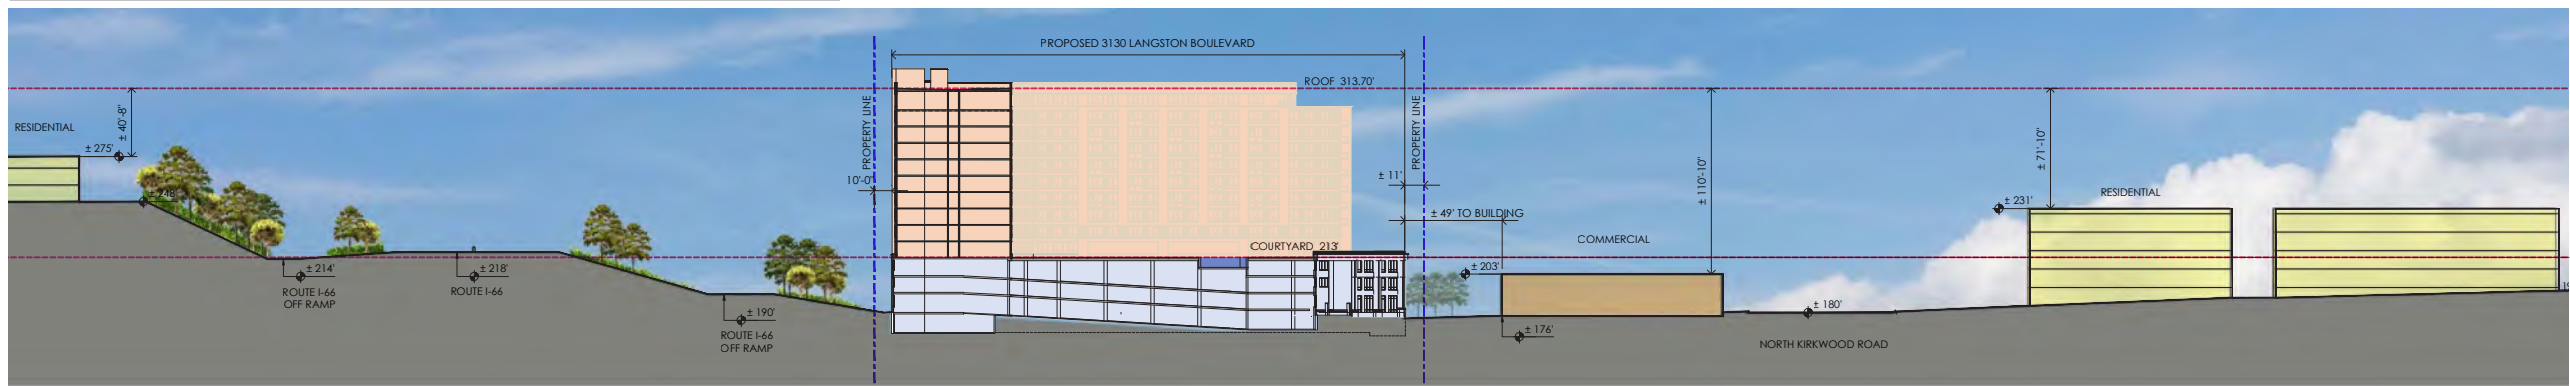 PROPOSED 3130 LANGSTON BOULEVARD
ROOF 313.70'
RESIDENTIAL
± 40'-8"
± 275'
± 248'
PROPERTY LINE
10'-0"
PROPERTY LINE
± 11'
± 49' TO BUILDING
± 110'-10"
± 71'-10"
RESIDENTIAL
± 231'
COMMERCIAL
COURTYARD 213'
± 203'
± 214'
ROUTE I-66
OFF RAMP
± 218'
ROUTE I-66
± 190'
ROUTE I-66
OFF RAMP
± 180'
± 176'
NORTH KIRKWOOD ROAD